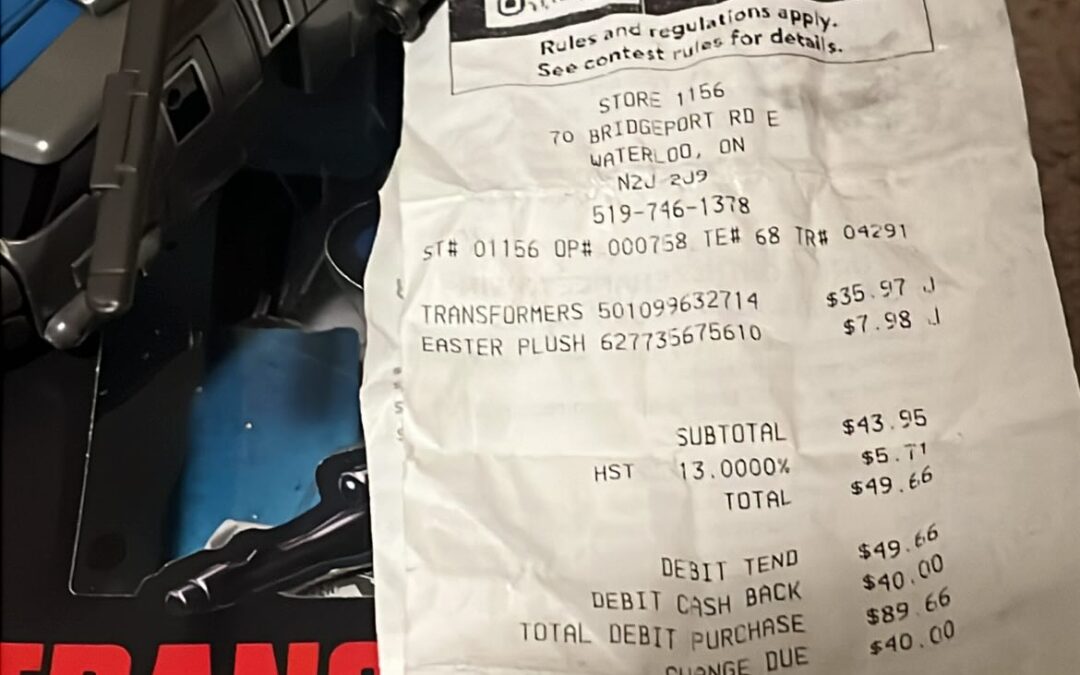 Rules and regulations apply.
See contest rules for details.
STORE 1156
70 BRIDGEPORT RD E
WATERLOO, ON
N2J 2J9
519-746-1378
ST# 01156 OP# 000758 TE# 68 TR# 04291
TRANSFORMERS 501099632714 $35.97 J
EASTER PLUSH 627735675610 $7.98 J
SUBTOTAL $43.95
HST 13.0000% $5.71
TOTAL $49.66
DEBIT TEND $49.66
DEBIT CASH BACK $40.00
TOTAL DEBIT PURCHASE $89.66
CHANGE DUE $40.00
TRANS